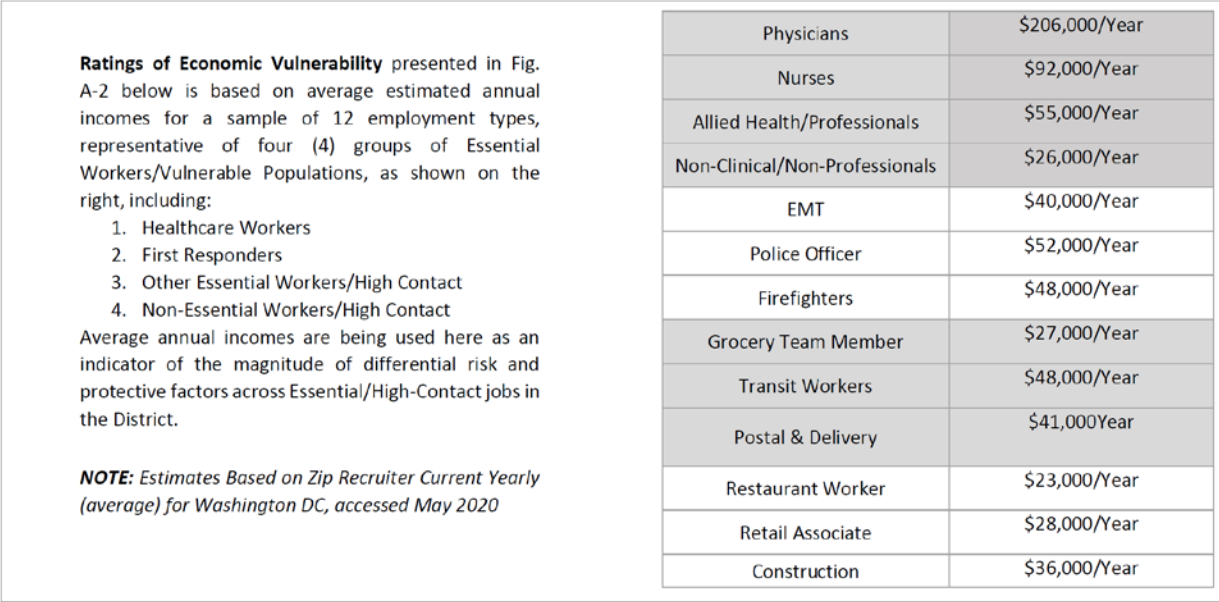 Ratings of Economic Vulnerability presented in Fig.
A-2 below is based on average estimated annual
incomes for a sample of 12 employment types,
representative of four (4) groups of Essential
Workers/Vulnerable Populations, as shown on the
right, including:
1. Healthcare Workers
2. First Responders
3. Other Essential Workers/High Contact
4. Non-Essential Workers/High Contact
Average annual incomes are being used here as an
indicator of the magnitude of differential risk and
protective factors across Essential/High-Contact jobs in
the District.
NOTE: Estimates Based on Zip Recruiter Current Yearly
(average) for Washington DC, accessed May 2020
Physicians $206,000/Year
Nurses $92,000/Year
Allied Health/Professionals $55,000/Year
Non-Clinical/Non-Professionals $26,000/Year
EMT $40,000/Year
Police Officer $52,000/Year
Firefighters $48,000/Year
Grocery Team Member $27,000/Year
Transit Workers $48,000/Year
Postal & Delivery $41,000Year
Restaurant Worker $23,000/Year
Retail Associate $28,000/Year
Construction $36,000/Year